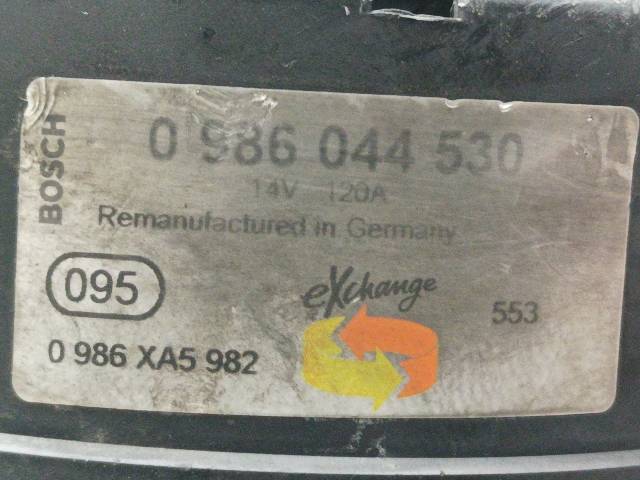 BOSCH
0 986 044 530
14V 120A
Remanufactured in Germany
095
eXchange
553
0 986 XA5 982